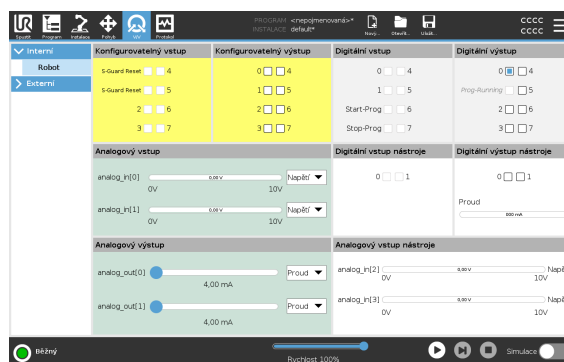 PROGRAM <nepojmenovaná>*
INSTALACE default*
Spustit Program Instalace Pohyb I/O Protokol Nový... Otevřít... Uložit...
CCCC
CCCC
Interní
Robot
Externí
Konfigurovatelný vstup
S-Guard Reset 4
S-Guard Reset 5
2 6
3 7
Konfigurovatelný výstup
0 4
1 5
2 6
3 7
Digitální vstup
0 4
1 5
Start-Prog 6
Stop-Prog 7
Digitální výstup
0 4
Prog-Running 5
2 6
3 7
Analogový vstup
analog_in[0] 0,00 V Napětí
0V 10V
analog_in[1] 0,00 V Napětí
0V 10V
Digitální vstup nástroje
0 1
Digitální výstup nástroje
0 1
Proud
000 mA
Analogový výstup
analog_out[0] Proud
4,00 mA
analog_out[1] Proud
4,00 mA
Analogový vstup nástroje
analog_in[2] 0,00 V Napě
0V 10V
analog_in[3] 0,00 V Napě
0V 10V
Běžný
Rychlost 100%
Simulace